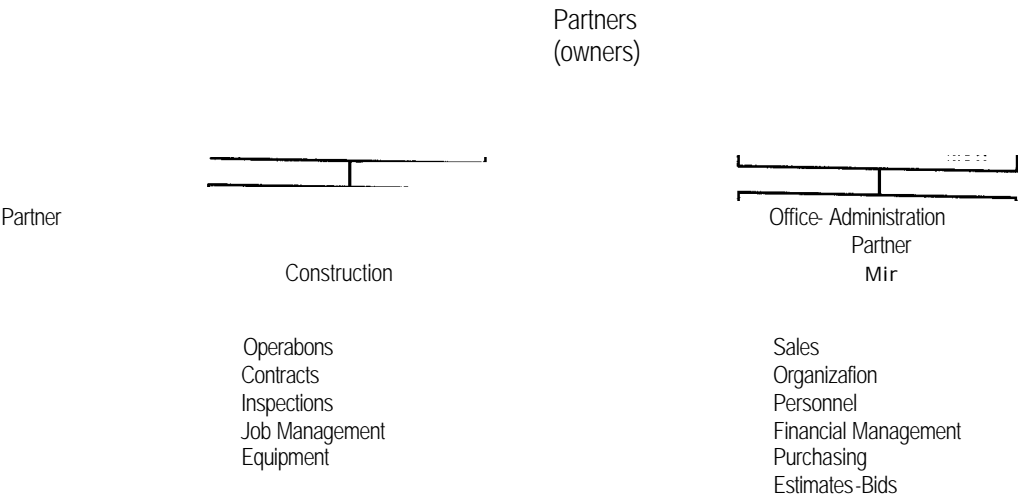 Partners
(owners)
Partner
Construction
Operabons
Contracts
Inspections
Job Management
Equipment
Office- Administration
Partner
Mir
Sales
Organizafion
Personnel
Financial Management
Purchasing
Estimates-Bids